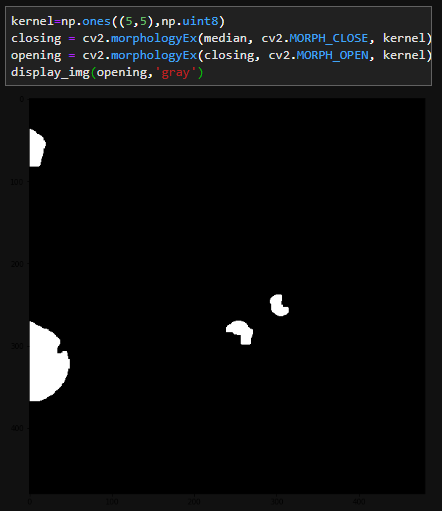 kernel=np.ones((5,5),np.uint8)
closing = cv2.morphologyEx(median, cv2.MORPH_CLOSE, kernel)
opening = cv2.morphologyEx(closing, cv2.MORPH_OPEN, kernel)
display_img(opening,'gray')
0
100
200
300
400
0
100
200
300
400